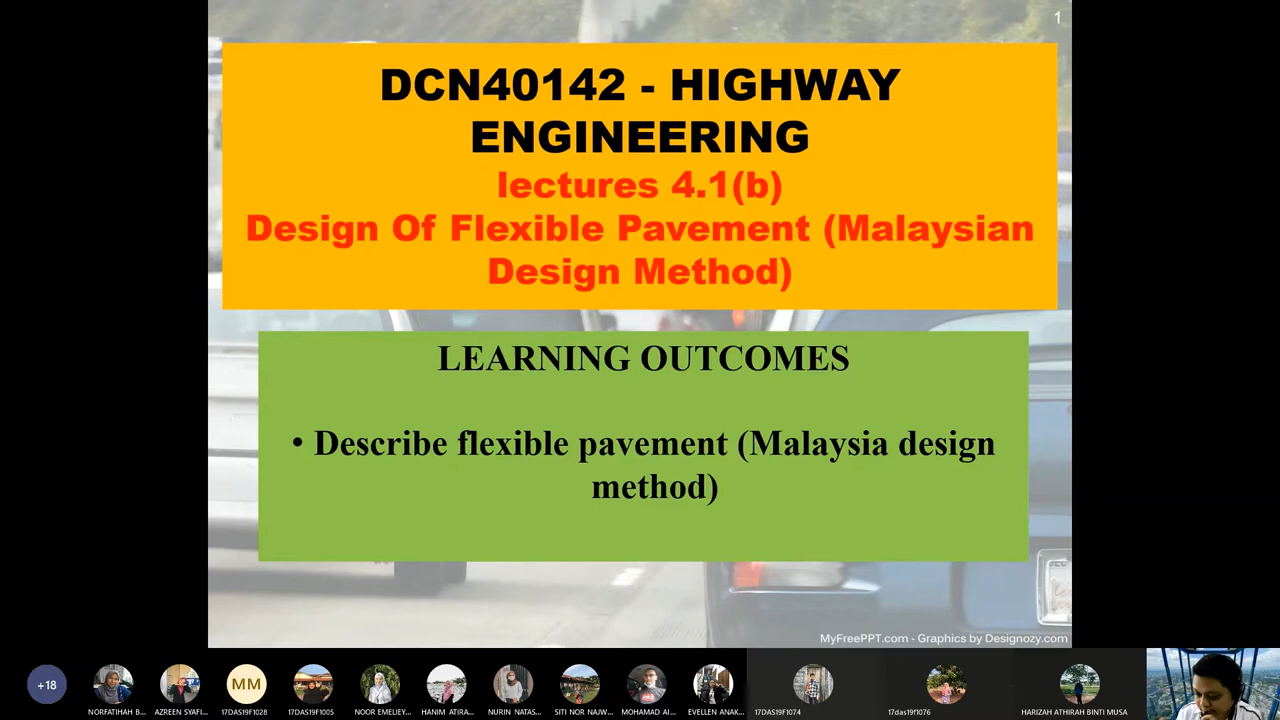 1
DCN40142 - HIGHWAY
ENGINEERING
lectures 4.1(b)
Design Of Flexible Pavement (Malaysian
Design Method)
LEARNING OUTCOMES
• Describe flexible pavement (Malaysia design
method)
MyFreePPT.com - Graphics by Designozy.com
+18
MM
NORFATIHAH B...
AZREEN SYAFI...
17DAS19F1028
17DAS19F1005
NOOR EMELIEY...
HANIM ATIRA...
NURIN NATAS...
SITI NOR NAJW...
MOHAMAD AI...
EVELLEN ANAK...
17DAS19F1074
17das19f1076
HARIZAH ATHIRAH BINTI MUSA